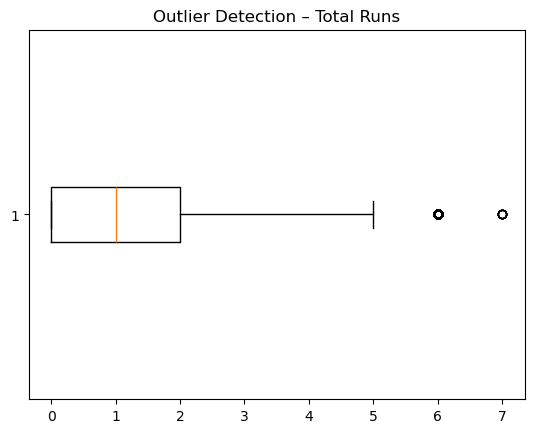 Outlier Detection – Total Runs
1
0 1 2 3 4 5 6 7